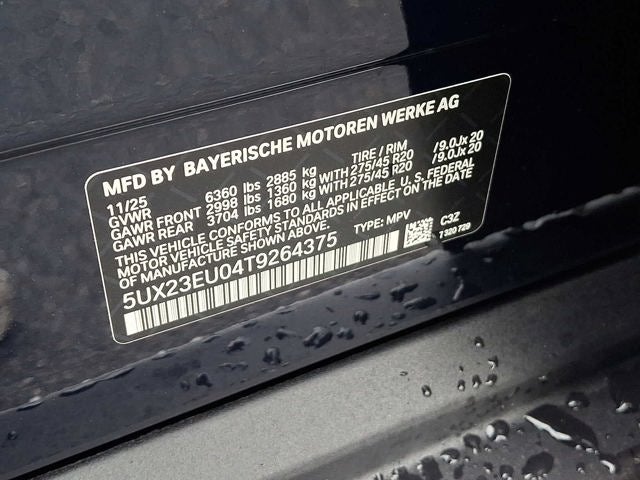 MFD BY BAYERISCHE MOTOREN WERKE AG
11/25 6360 lbs 2885 kg TIRE / RIM
GVWR
GAWR FRONT 2998 lbs 1360 kg WITH 275/45 R20 / 9.0Jx 20
GAWR REAR 3704 lbs 1680 kg WITH 275/45 R20 / 9.0Jx 20
THIS VEHICLE CONFORMS TO ALL APPLICABLE U.S. FEDERAL
MOTOR VEHICLE SAFETY STANDARDS IN EFFECT ON THE DATE
OF MANUFACTURE SHOWN ABOVE.
5UX23EU04T9264375 TYPE: MPV C3Z
7 320 729